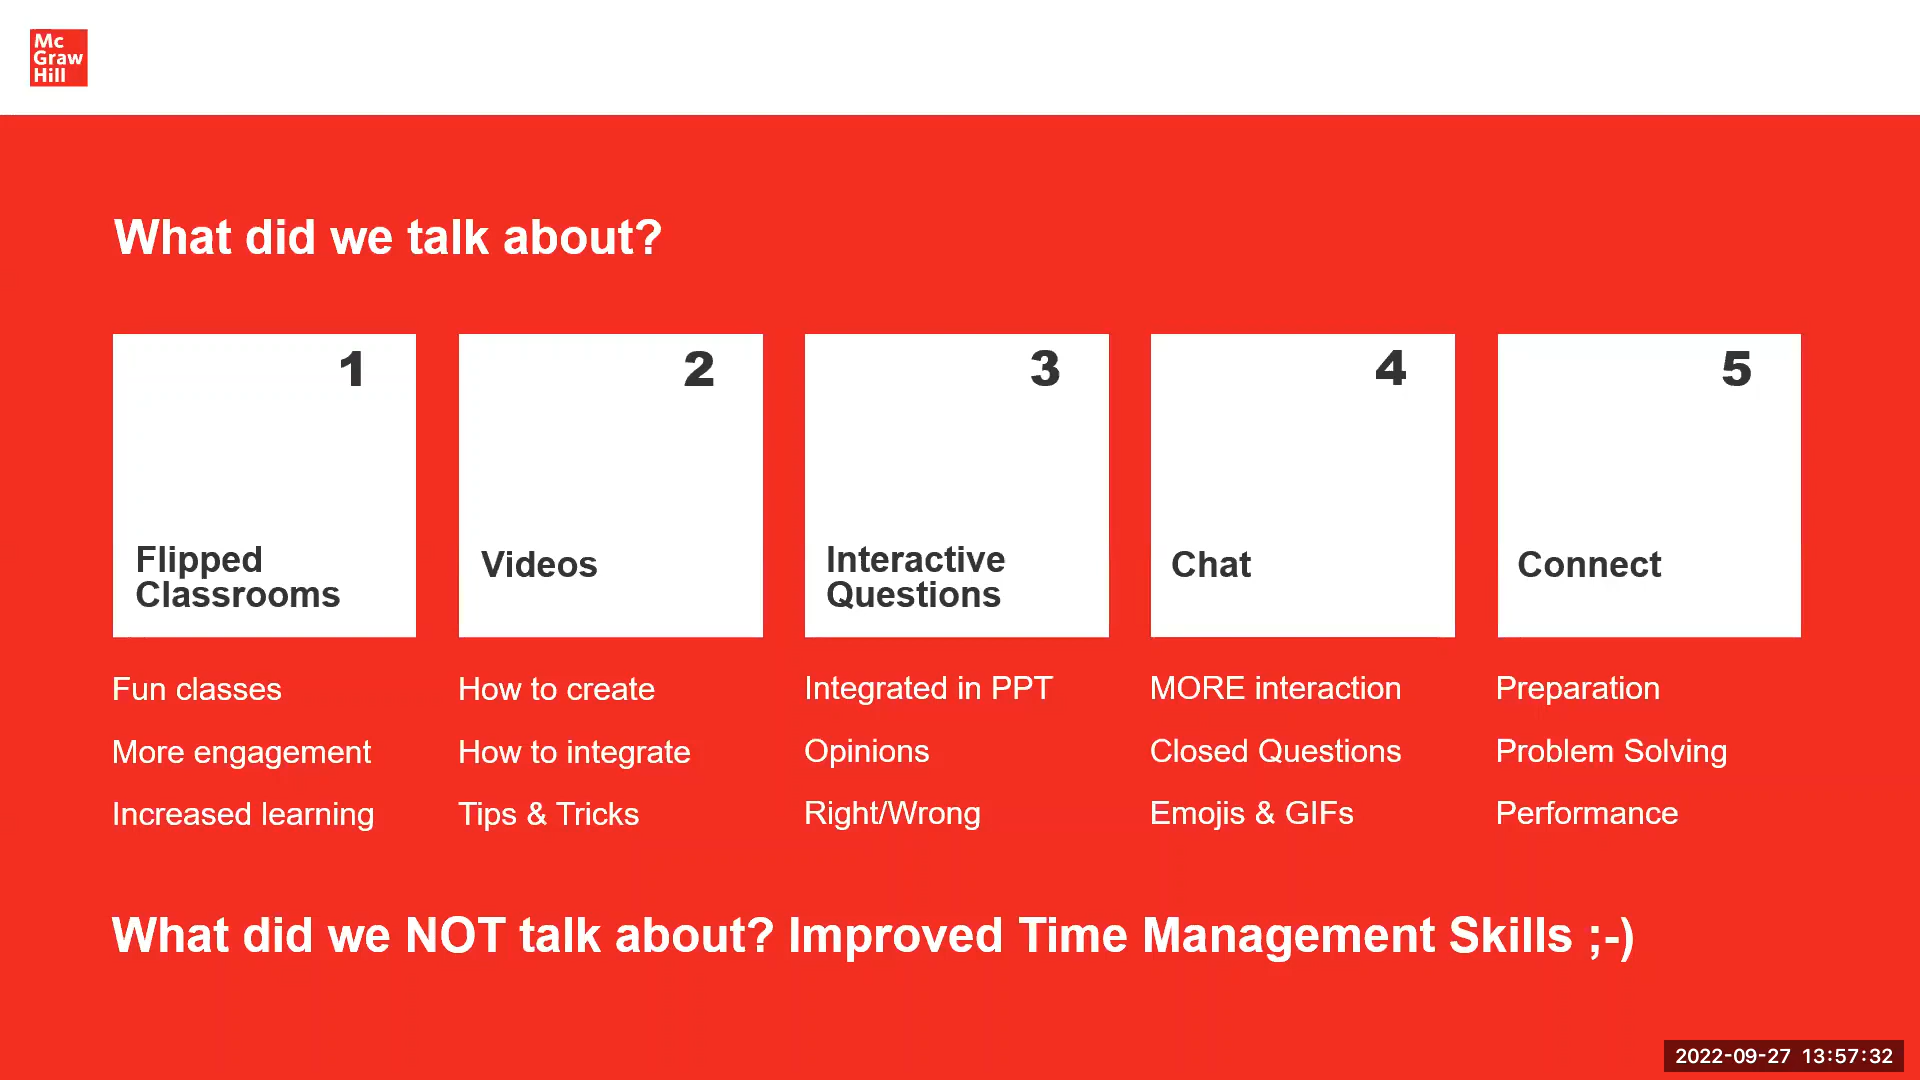 Mc
Graw
Hill
What did we talk about?
1
Flipped
Classrooms
Fun classes
More engagement
Increased learning
2
Videos
How to create
How to integrate
Tips & Tricks
3
Interactive
Questions
Integrated in PPT
Opinions
Right/Wrong
4
Chat
MORE interaction
Closed Questions
Emojis & GIFs
5
Connect
Preparation
Problem Solving
Performance
What did we NOT talk about? Improved Time Management Skills ;-)
2022-09-27 13:57:32